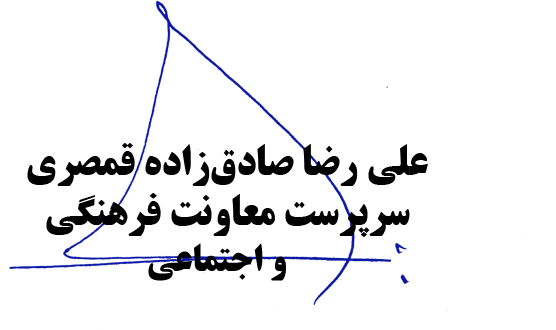 علی رضا صادق‌زاده قمصری
سرپرست معاونت فرهنگی
و اجتماعی